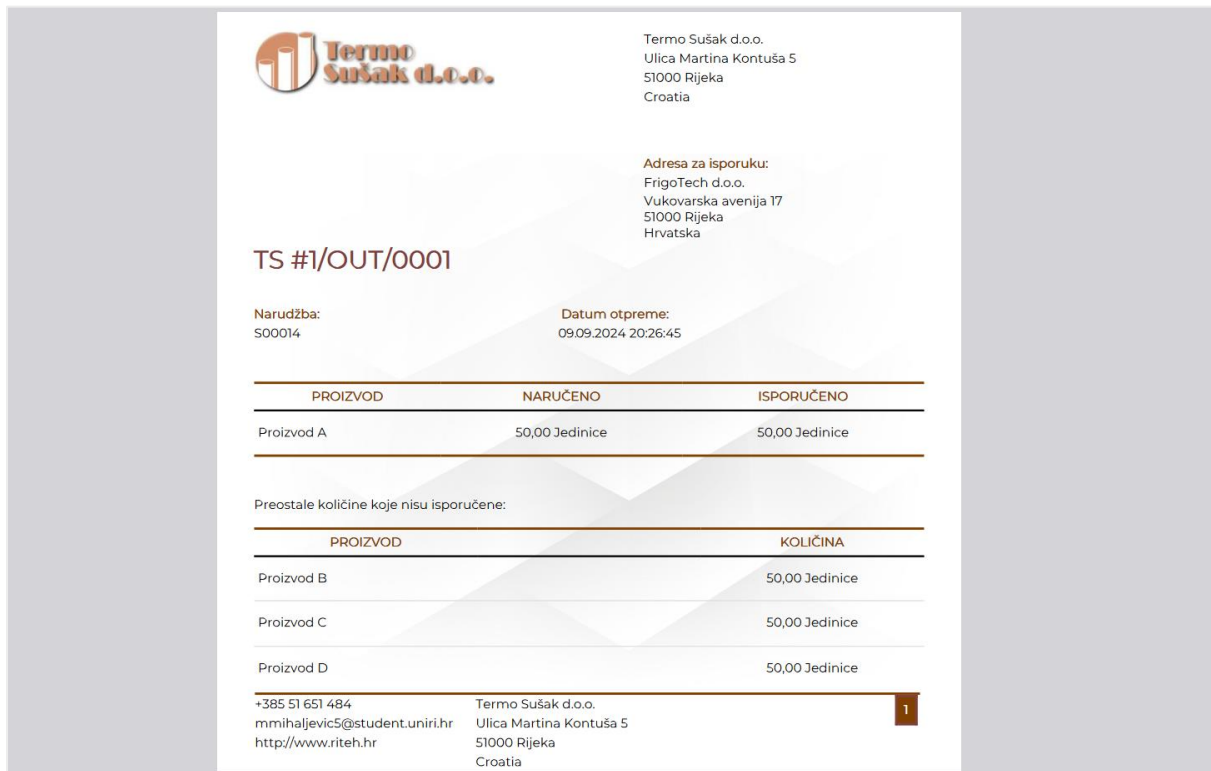 Termo
Sušak d.o.o.
Termo Sušak d.o.o.
Ulica Martina Kontuša 5
51000 Rijeka
Croatia
Adresa za isporuku:
FrigoTech d.o.o.
Vukovarska avenija 17
51000 Rijeka
Hrvatska
TS #1/OUT/0001
Narudžba: Datum otpreme:
S00014 09.09.2024 20:26:45
PROIZVOD NARUČENO ISPORUČENO
Proizvod A 50,00 Jedinice 50,00 Jedinice
Preostale količine koje nisu isporučene:
PROIZVOD KOLIČINA
Proizvod B 50,00 Jedinice
Proizvod C 50,00 Jedinice
Proizvod D 50,00 Jedinice
+385 51 651 484 Termo Sušak d.o.o. 1
mmihaljevic5@student.uniri.hr Ulica Martina Kontuša 5
http://www.riteh.hr 51000 Rijeka
Croatia